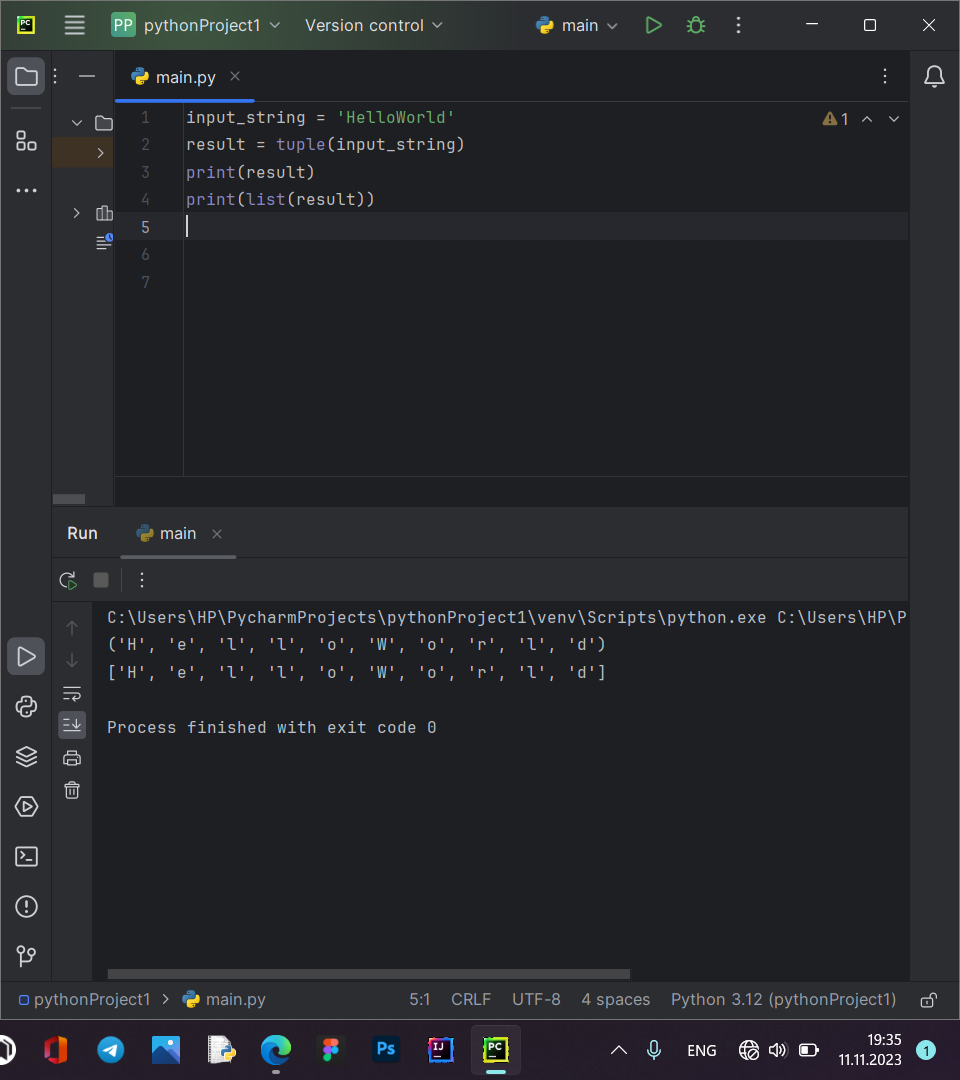 PC PP pythonProject1 Version control main
main.py
1 input_string = 'HelloWorld' 1
2 result = tuple(input_string)
3 print(result)
4 print(list(result))
5
6
7
Run main
C:\Users\HP\PycharmProjects\pythonProject1\venv\Scripts\python.exe C:\Users\HP\P
('H', 'e', 'l', 'l', 'o', 'W', 'o', 'r', 'l', 'd')
['H', 'e', 'l', 'l', 'o', 'W', 'o', 'r', 'l', 'd']
Process finished with exit code 0
pythonProject1 > main.py 5:1 CRLF UTF-8 4 spaces Python 3.12 (pythonProject1)
Ps IJ PC ENG 19:35 1
11.11.2023